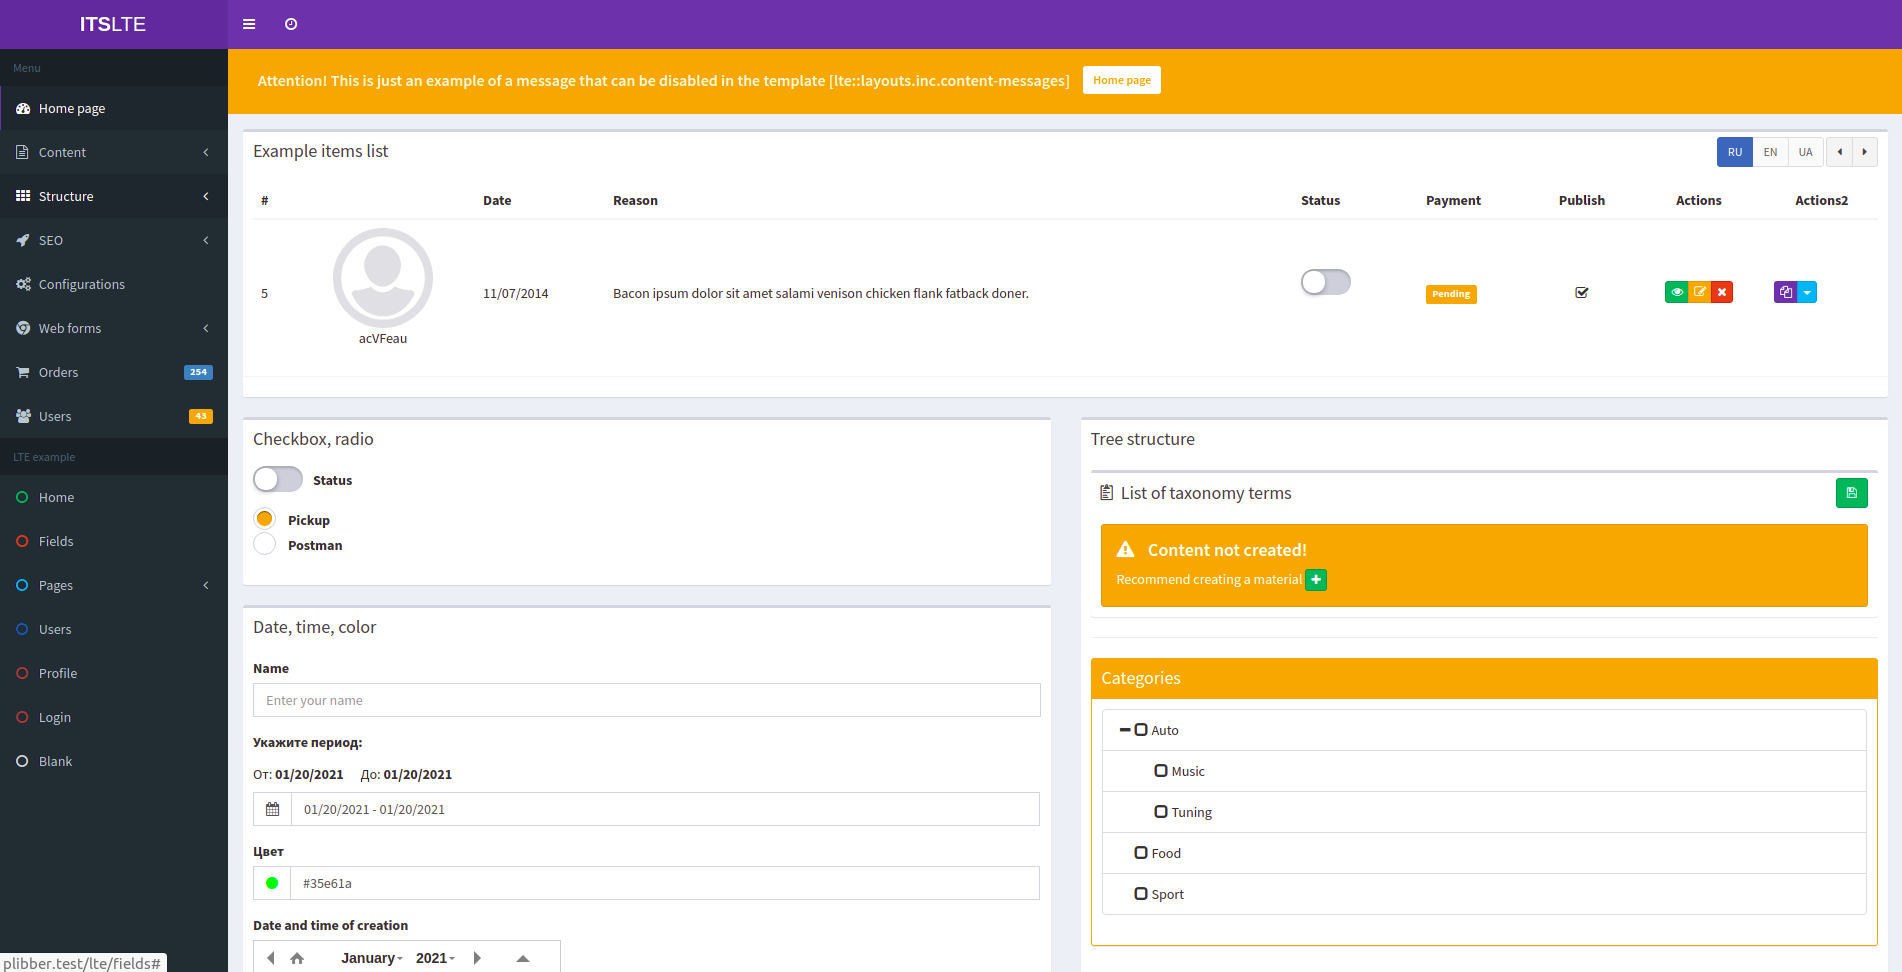 ITSLTE
Menu
Home page
Content
Structure
SEO
Configurations
Web forms
Orders 254
Users 43
LTE example
Home
Fields
Pages
Users
Profile
Login
Blank
plibber.test/lte/fields#
Attention! This is just an example of a message that can be disabled in the template [lte::layouts.inc.content-messages] Home page
Example items list
RU EN UA
# Date Reason Status Payment Publish Actions Actions2
5 11/07/2014 Bacon ipsum dolor sit amet salami venison chicken flank fatback doner. Pending
acVFeau
Checkbox, radio
Status
Pickup
Postman
Date, time, color
Name
Enter your name
Укажите период:
От: 01/20/2021 До: 01/20/2021
01/20/2021 - 01/20/2021
Цвет
#35e61a
Date and time of creation
January 2021
Tree structure
List of taxonomy terms
Content not created!
Recommend creating a material
Categories
Auto
Music
Tuning
Food
Sport